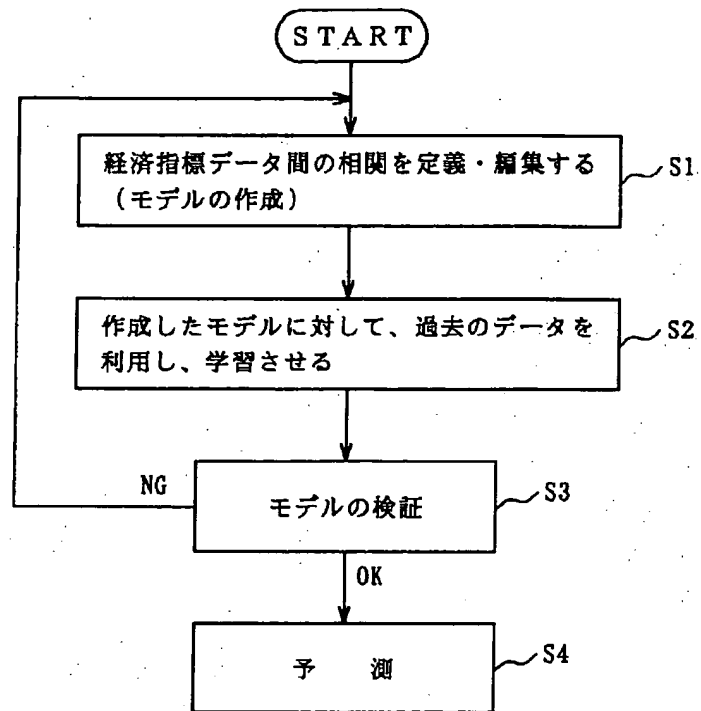 START
経済指標データ間の相関を定義・編集する
(モデルの作成)
S1
作成したモデルに対して、過去のデータを
利用し、学習させる
S2
NG
モデルの検証
S3
OK
予 測
S4